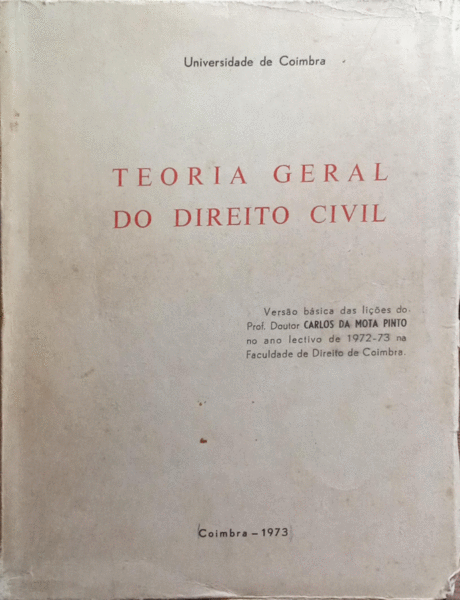 Universidade de Coimbra
TEORIA GERAL
DO DIREITO CIVIL
Versão básica das lições do
Prof. Doutor CARLOS DA MOTA PINTO
no ano lectivo de 1972-73 na
Faculdade de Direito de Coimbra.
(Coimbra - 1973)